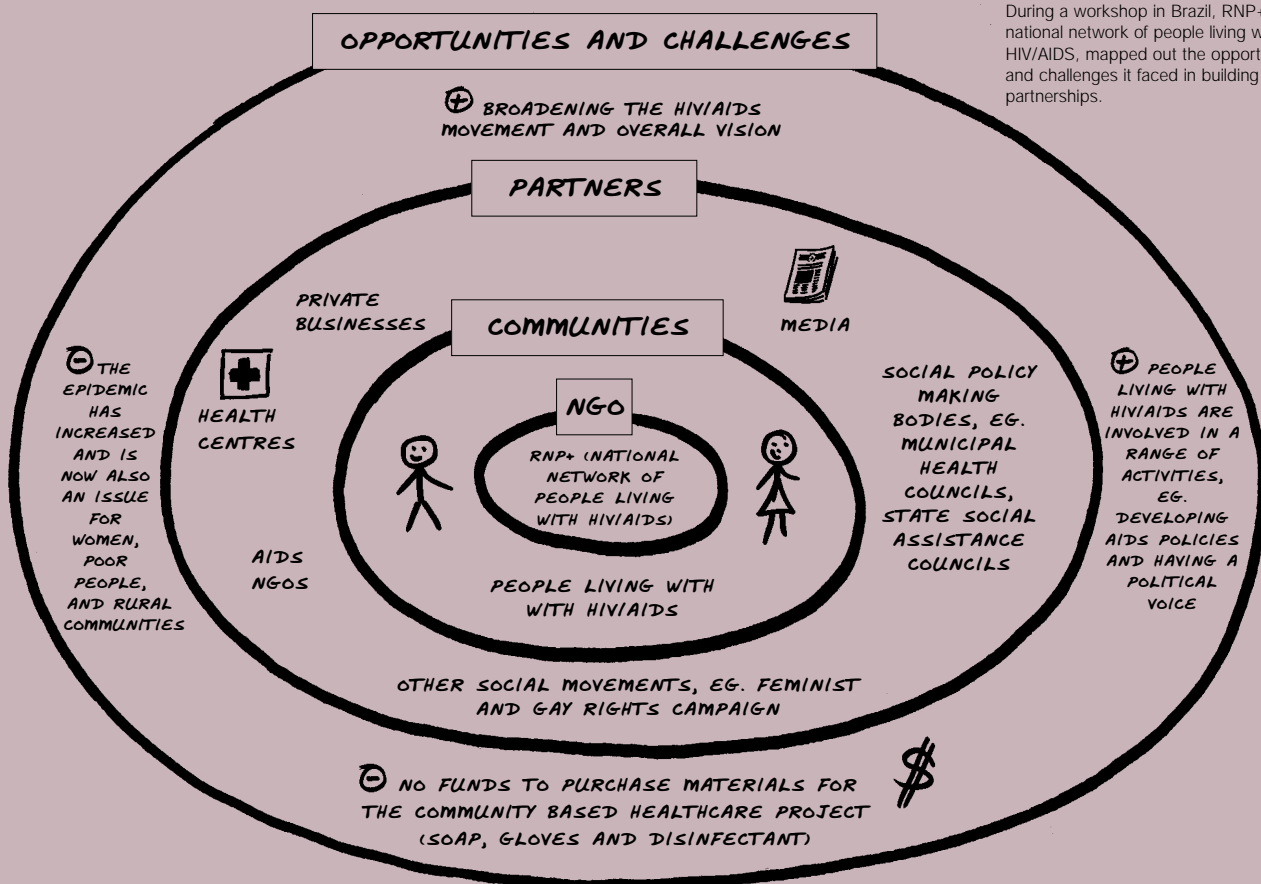 During a workshop in Brazil, RNP+
national network of people living w
HIV/AIDS, mapped out the opport
and challenges it faced in building
partnerships.
OPPORTUNITIES AND CHALLENGES
+ BROADENING THE HIV/AIDS
MOVEMENT AND OVERALL VISION
PARTNERS
PRIVATE
BUSINESSES
MEDIA
HEALTH
CENTRES
AIDS
NGOS
SOCIAL POLICY
MAKING
BODIES, EG.
MUNICIPAL
HEALTH
COUNCILS,
STATE SOCIAL
ASSISTANCE
COUNCILS
OTHER SOCIAL MOVEMENTS, EG. FEMINIST
AND GAY RIGHTS CAMPAIGN
COMMUNITIES
PEOPLE LIVING WITH
WITH HIV/AIDS
NGO
RNP+ (NATIONAL
NETWORK OF
PEOPLE LIVING
WITH HIV/AIDS)
- THE
EPIDEMIC
HAS
INCREASED
AND IS
NOW ALSO
AN ISSUE
FOR
WOMEN,
POOR
PEOPLE,
AND RURAL
COMMUNITIES
+ PEOPLE
LIVING WITH
HIV/AIDS ARE
INVOLVED IN A
RANGE OF
ACTIVITIES,
EG.
DEVELOPING
AIDS POLICIES
AND HAVING A
POLITICAL
VOICE
- NO FUNDS TO PURCHASE MATERIALS FOR
THE COMMUNITY BASED HEALTHCARE PROJECT
(SOAP, GLOVES AND DISINFECTANT)
$